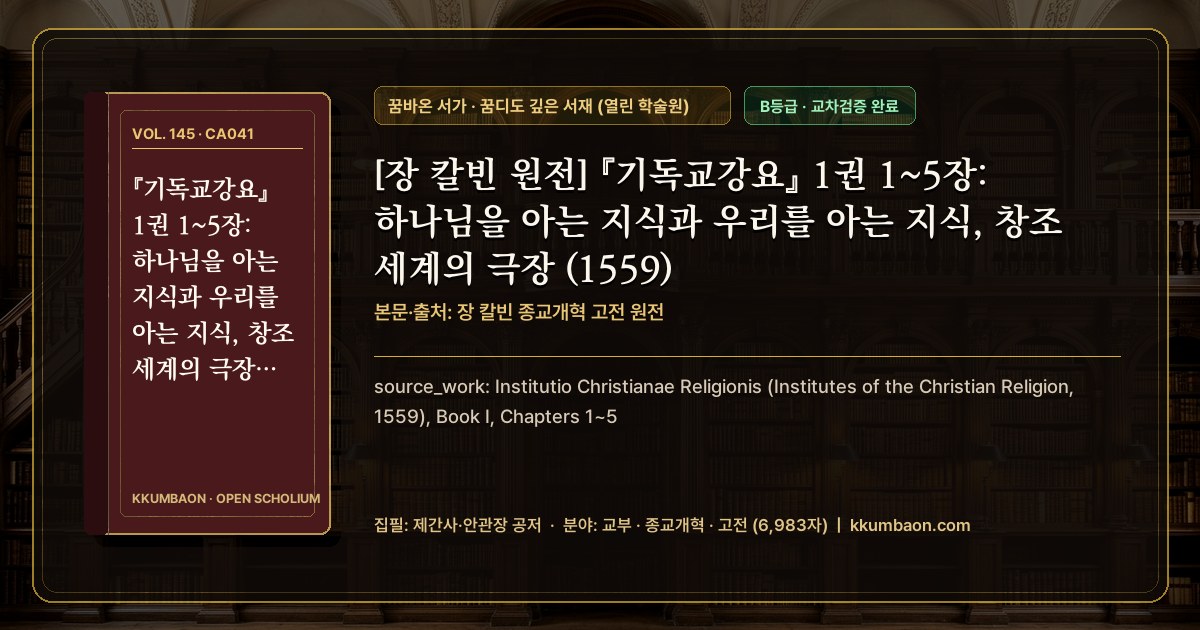 VOL. 145 · CA041
『기독교강요』
1권 1~5장:
하나님을 아는
지식과 우리를
아는 지식, 창조
세계의 극장…
KKUMBAON · OPEN SCHOLIUM
꿈바온 서가 · 꿈디도 깊은 서재 (열린 학술원)
B등급 · 교차검증 완료
[장 칼빈 원전] 『기독교강요』 1권 1~5장:
하나님을 아는 지식과 우리를 아는 지식, 창조
세계의 극장 (1559)
본문·출처: 장 칼빈 종교개혁 고전 원전
source_work: Institutio Christianae Religionis (Institutes of the Christian Religion,
1559), Book I, Chapters 1~5
집필: 제간사·안관장 공저 · 분야: 교부 · 종교개혁 · 고전 (6,983자) | kkumbaon.com